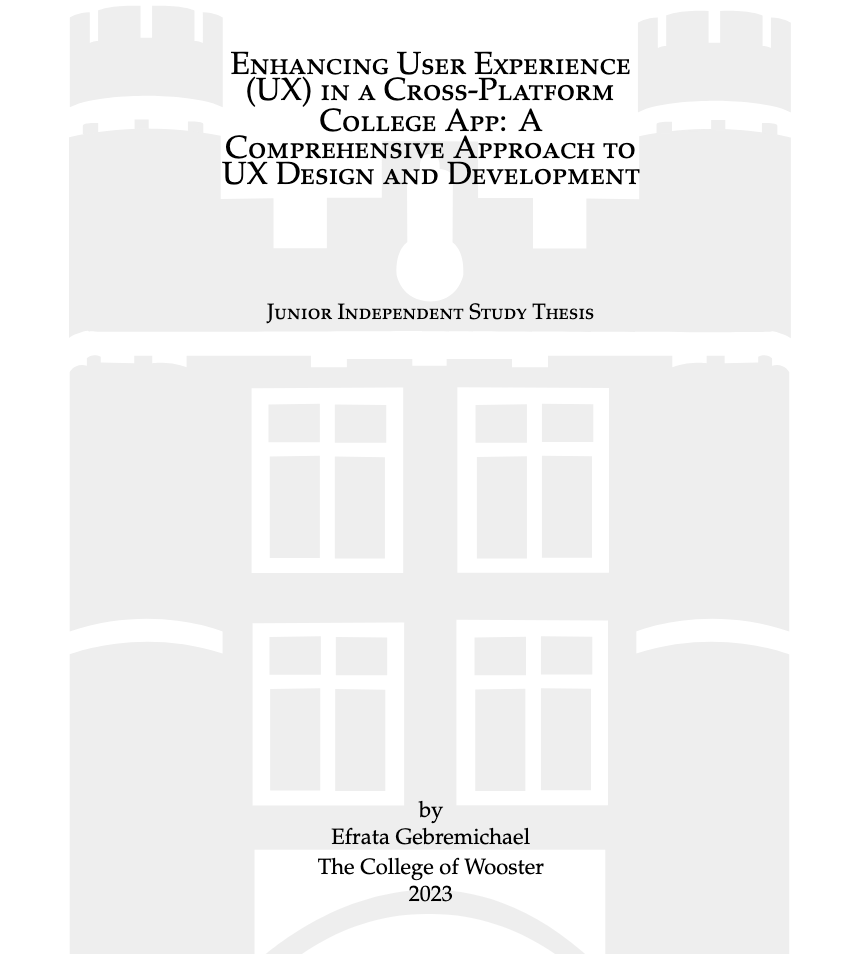 Enhancing User Experience
(UX) in a Cross-Platform
College App: A
Comprehensive Approach to
UX Design and Development
Junior Independent Study Thesis
by
Efrata Gebremichael
The College of Wooster
2023